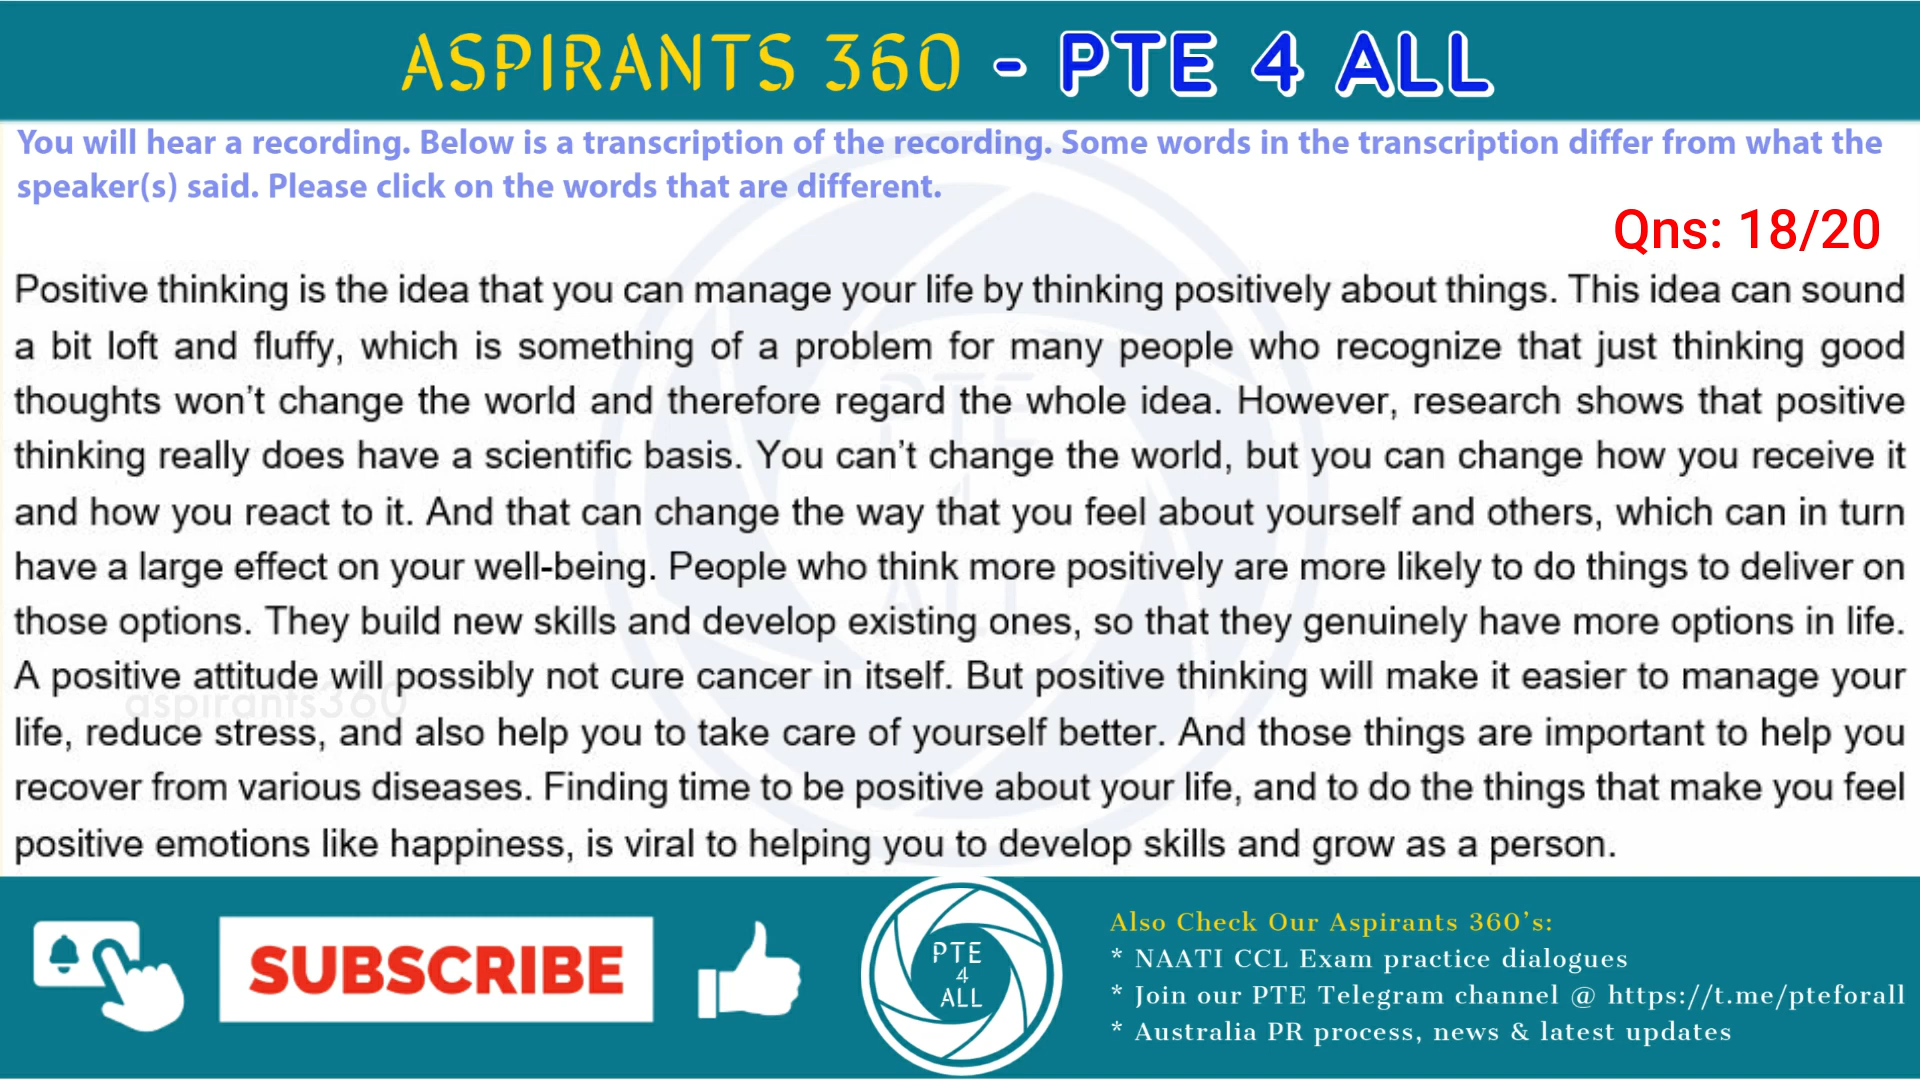 ASPIRANTS 360 - PTE 4 ALL
You will hear a recording. Below is a transcription of the recording. Some words in the transcription differ from what the
speaker(s) said. Please click on the words that are different.
Qns: 18/20
Positive thinking is the idea that you can manage your life by thinking positively about things. This idea can sound
a bit loft and fluffy, which is something of a problem for many people who recognize that just thinking good
thoughts won't change the world and therefore regard the whole idea. However, research shows that positive
thinking really does have a scientific basis. You can't change the world, but you can change how you receive it
and how you react to it. And that can change the way that you feel about yourself and others, which can in turn
have a large effect on your well-being. People who think more positively are more likely to do things to deliver on
those options. They build new skills and develop existing ones, so that they genuinely have more options in life.
A positive attitude will possibly not cure cancer in itself. But positive thinking will make it easier to manage your
aspirants360
life, reduce stress, and also help you to take care of yourself better. And those things are important to help you
recover from various diseases. Finding time to be positive about your life, and to do the things that make you feel
positive emotions like happiness, is viral to helping you to develop skills and grow as a person.
SUBSCRIBE
PTE
4
ALL
Also Check Our Aspirants 360's:
* NAATI CCL Exam practice dialogues
* Join our PTE Telegram channel @ https://t.me/pteforall
* Australia PR process, news & latest updates